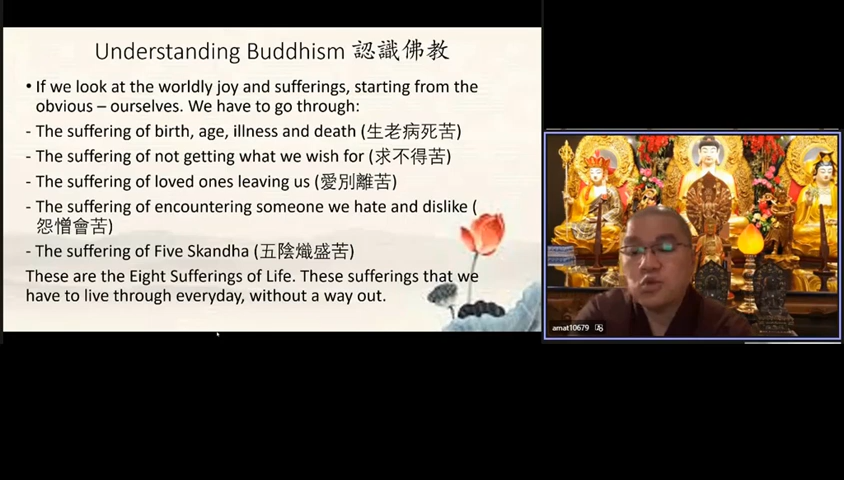 Understanding Buddhism 認識佛教
• If we look at the worldly joy and sufferings, starting from the
obvious – ourselves. We have to go through:
- The suffering of birth, age, illness and death (生老病死苦)
- The suffering of not getting what we wish for (求不得苦)
- The suffering of loved ones leaving us (愛別離苦)
- The suffering of encountering someone we hate and dislike (
怨憎會苦)
- The suffering of Five Skandha (五陰熾盛苦)
These are the Eight Sufferings of Life. These sufferings that we
have to live through everyday, without a way out.
amat10679